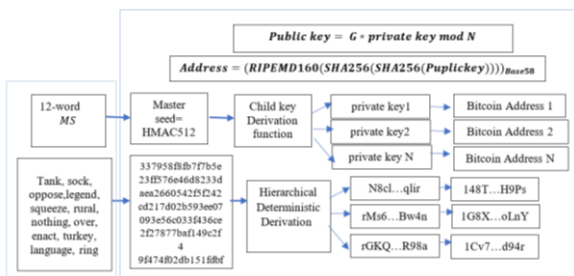 Public key = G * private key mod N
Address = (RIPEMD160(SHA256(SHA256(Puplickey))))Base58
12-word
MS
Master
seed=
HMAC512
Child key
Derivation
function
private key1
private key2
private key N
Bitcoin Address 1
Bitcoin Address 2
Bitcoin Address N
Tank, sock,
oppose,legend,
squeeze, rural,
nothing, over,
enact, turkey,
language, ring
337958f8fb7f7b5e
23ff576e46d8233d
aea2660542f5f242
cd217d02b593ee07
093e56c033f436ce
2f27877baf149c2f
4
9f474f02db151fdbf
Hierarchical
Deterministic
Derivation
N8cl...qlir
rMs6...Bw4n
rGKQ...R98a
148T...H9Ps
1G8X...oLnY
1Cv7...d94r